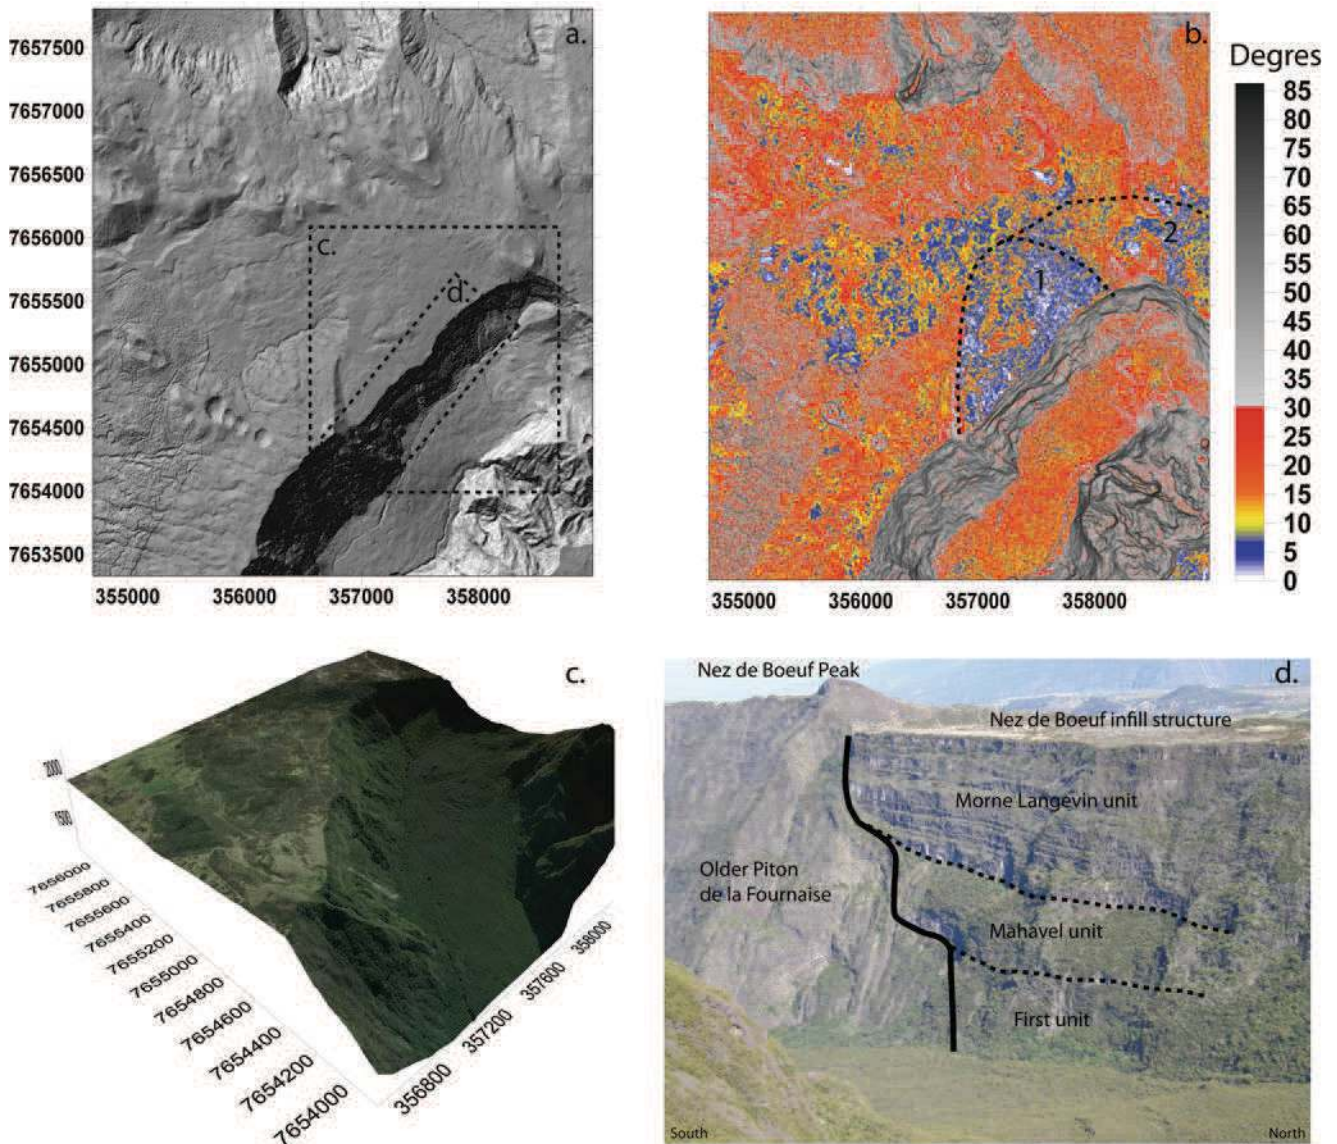 a.
7657500
7657000
7656500
7656000
7655500
7655000
7654500
7654000
7653500
c.
d.
355000 356000 357000 358000
b.
Degres
85
80
75
70
65
60
55
50
45
40
35
30
25
20
15
10
5
0
1
2
355000 356000 357000 358000
c.
2000
1500
7656000
7655800
7655600
7655400
7655200
7655000
7654800
7654600
7654400
7654200
7654000
356800
357200
357600
358000
d.
Nez de Boeuf Peak
Nez de Boeuf infill structure
Morne Langevin unit
Older Piton
de la Fournaise
Mahavel unit
First unit
South
North